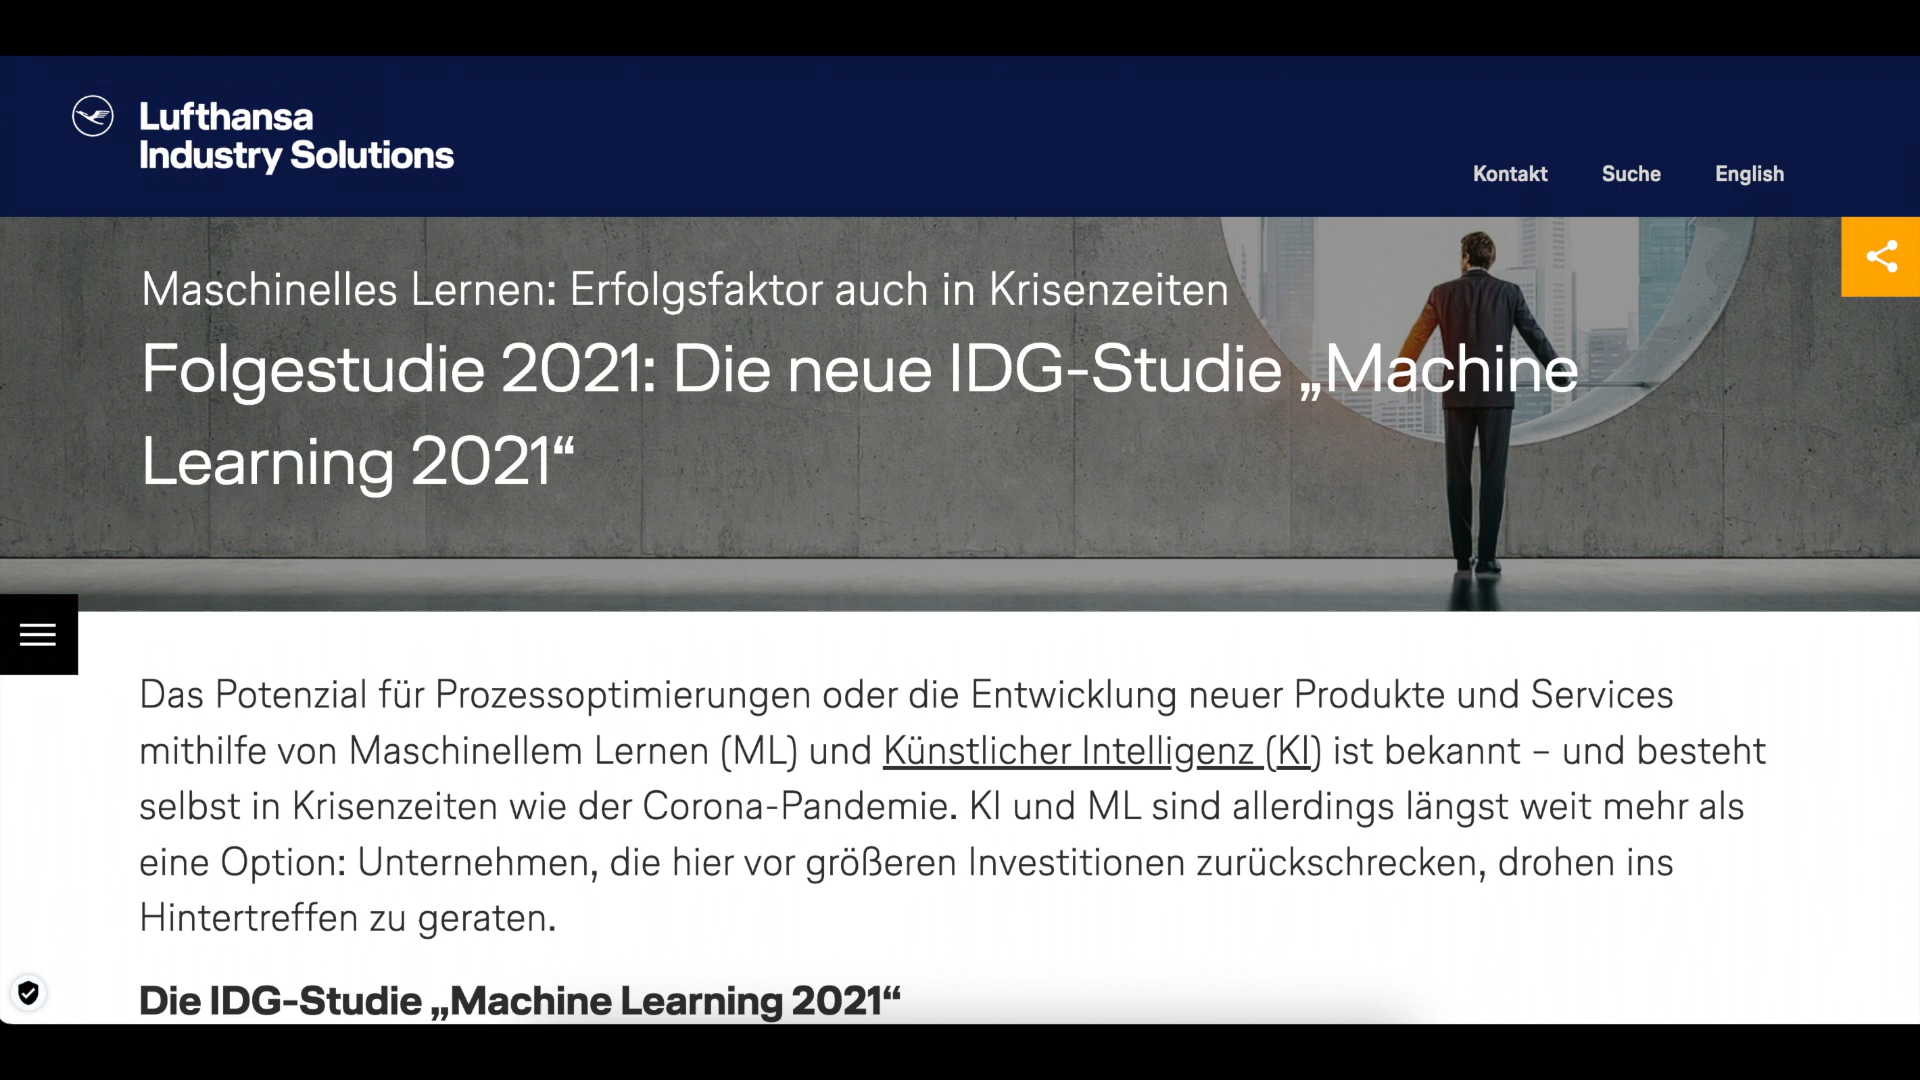 Lufthansa
Industry Solutions
Kontakt Suche English
Maschinelles Lernen: Erfolgsfaktor auch in Krisenzeiten
Folgestudie 2021: Die neue IDG-Studie „Machine
Learning 2021“
Das Potenzial für Prozessoptimierungen oder die Entwicklung neuer Produkte und Services
mithilfe von Maschinellem Lernen (ML) und Künstlicher Intelligenz (KI) ist bekannt – und besteht
selbst in Krisenzeiten wie der Corona-Pandemie. KI und ML sind allerdings längst weit mehr als
eine Option: Unternehmen, die hier vor größeren Investitionen zurückschrecken, drohen ins
Hintertreffen zu geraten.
Die IDG-Studie „Machine Learning 2021“